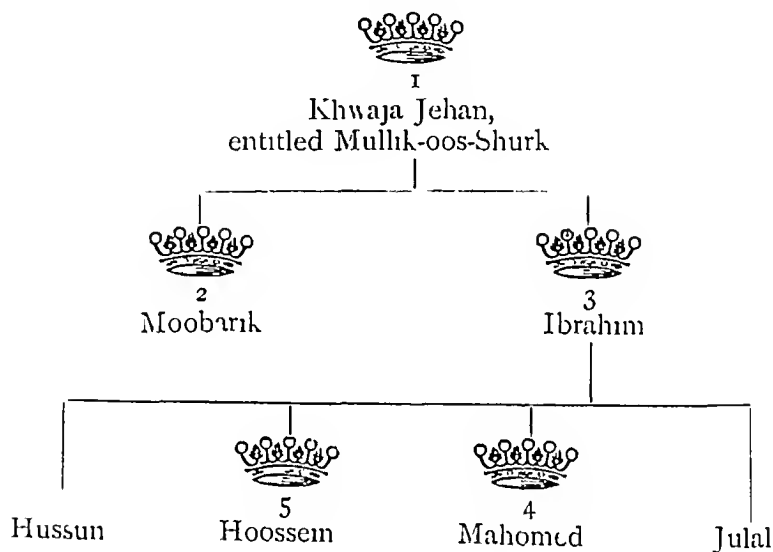 1
Khwaja Jehan,
entitled Mullik-oos-Shurk
2
Moobarik
3
Ibrahim
5
Hoossein
4
Mahomed
Hussun
Julal